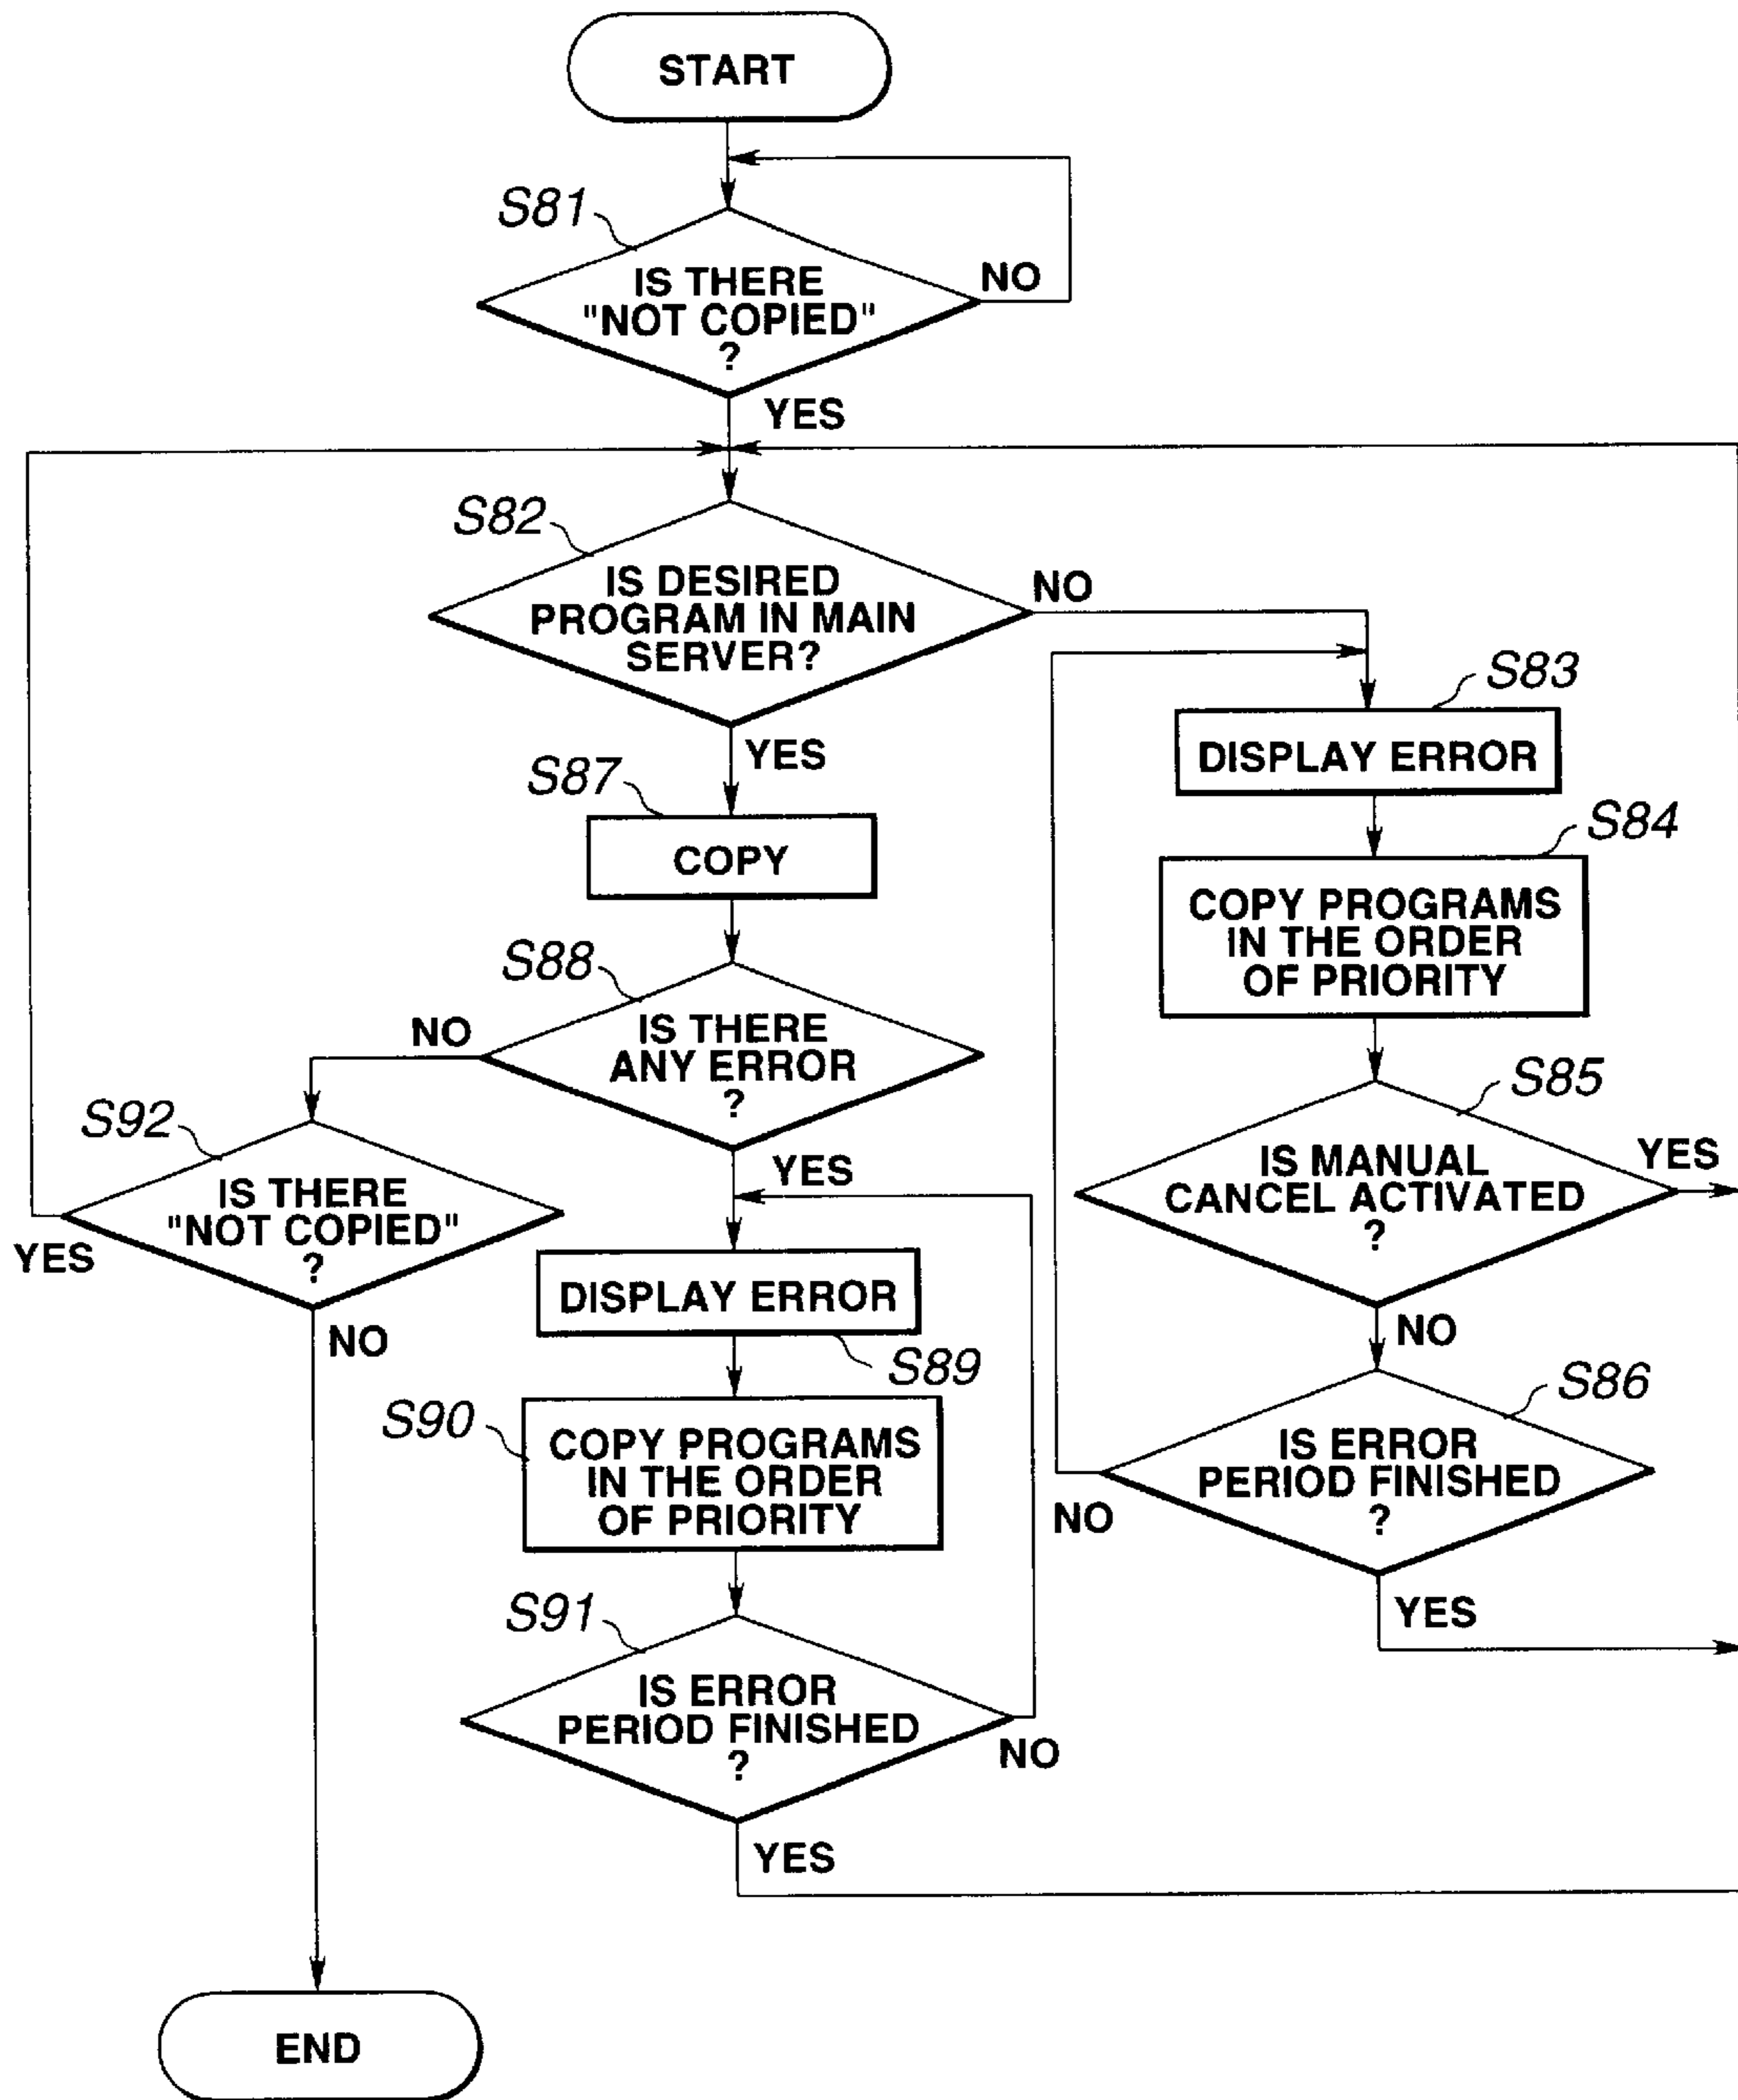 START
S81
IS THERE
"NOT COPIED"
?
NO
YES
S82
IS DESIRED
PROGRAM IN MAIN
SERVER?
NO
YES
S83
DISPLAY ERROR
S84
COPY PROGRAMS
IN THE ORDER
OF PRIORITY
S85
IS MANUAL
CANCEL ACTIVATED
?
YES
NO
S86
IS ERROR
PERIOD FINISHED
?
NO
YES
S87
COPY
S88
IS THERE
ANY ERROR
?
NO
YES
S92
IS THERE
"NOT COPIED"
?
YES
NO
DISPLAY ERROR
S89
S90
COPY PROGRAMS
IN THE ORDER
OF PRIORITY
S91
IS ERROR
PERIOD FINISHED
?
NO
YES
END